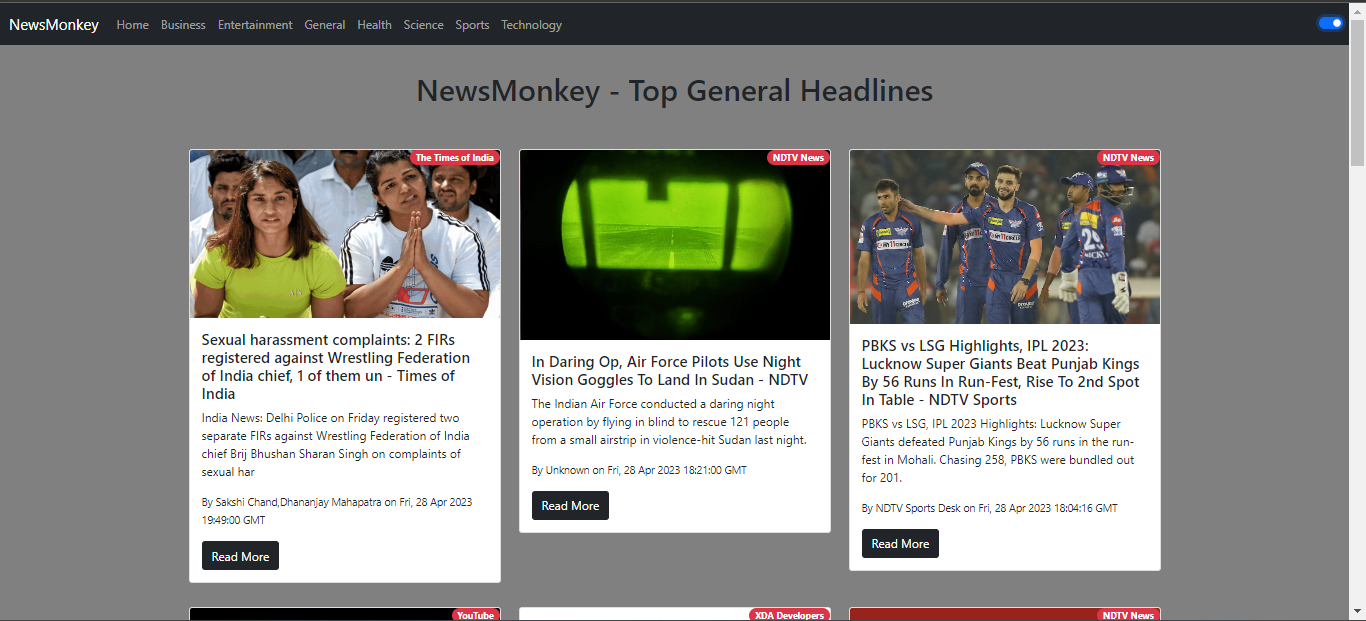 NewsMonkey Home Business Entertainment General Health Science Sports Technology
NewsMonkey - Top General Headlines
The Times of India
Sexual harassment complaints: 2 FIRs
registered against Wrestling Federation
of India chief, 1 of them un - Times of
India
India News: Delhi Police on Friday registered two
separate FIRs against Wrestling Federation of India
chief Brij Bhushan Sharan Singh on complaints of
sexual har
By Sakshi Chand,Dhananjay Mahapatra on Fri, 28 Apr 2023
19:49:00 GMT
Read More
NDTV News
In Daring Op, Air Force Pilots Use Night
Vision Goggles To Land In Sudan - NDTV
The Indian Air Force conducted a daring night
operation by flying in blind to rescue 121 people
from a small airstrip in violence-hit Sudan last night.
By Unknown on Fri, 28 Apr 2023 18:21:00 GMT
Read More
NDTV News
29
PBKS vs LSG Highlights, IPL 2023:
Lucknow Super Giants Beat Punjab Kings
By 56 Runs In Run-Fest, Rise To 2nd Spot
In Table - NDTV Sports
PBKS vs LSG, IPL 2023 Highlights: Lucknow Super
Giants defeated Punjab Kings by 56 runs in the run-
fest in Mohali. Chasing 258, PBKS were bundled out
for 201.
By NDTV Sports Desk on Fri, 28 Apr 2023 18:04:16 GMT
Read More
YouTube
XDA Developers
NDTV News